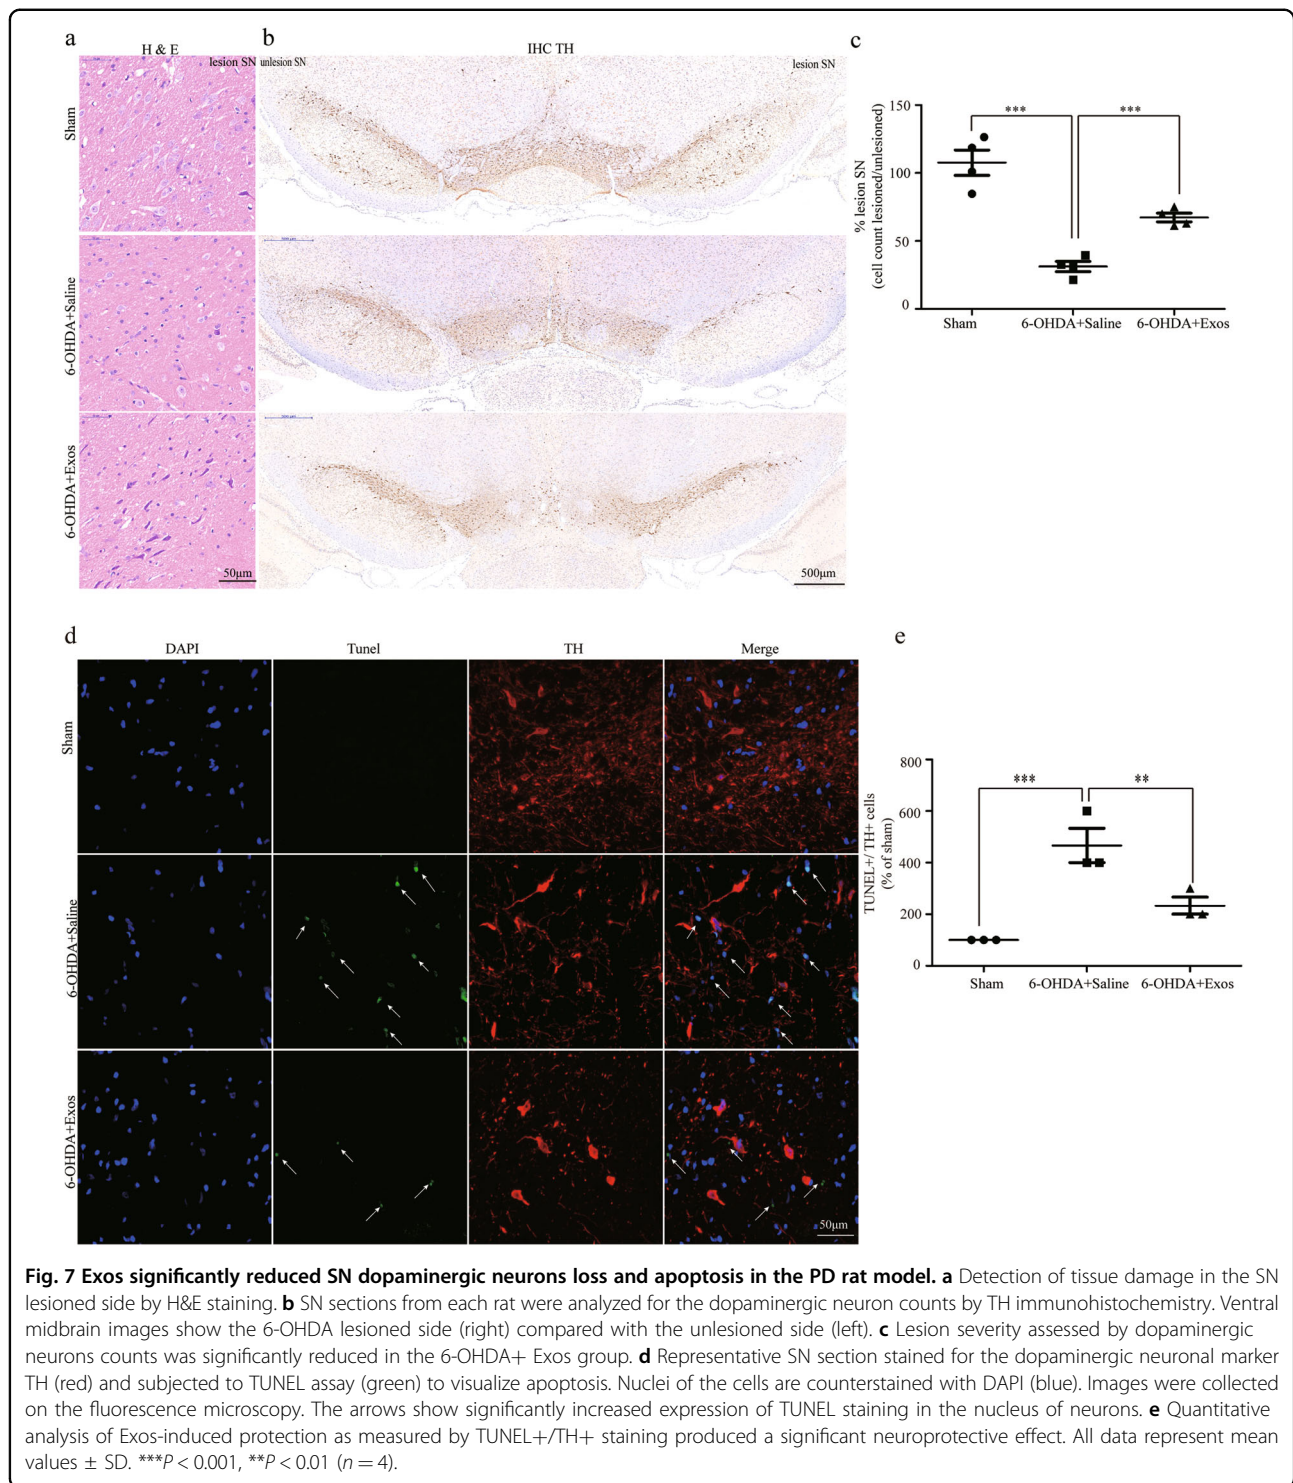 a
H & E
b
IHC TH
c
lesion SN
unlesion SN
lesion SN
Sham
6-OHDA+Saline
6-OHDA+Exos
50μm
500μm
% lesion SN
(cell count lesioned/unlesioned)
150
100
50
0
***
***
Sham
6-OHDA+Saline
6-OHDA+Exos
d
DAPI
Tunel
TH
Merge
Sham
6-OHDA+Saline
6-OHDA+Exos
50μm
e
TUNEL+/TH+ cells
(% of sham)
800
600
400
200
0
***
**
Sham
6-OHDA+Saline
6-OHDA+Exos
Fig. 7 Exos significantly reduced SN dopaminergic neurons loss and apoptosis in the PD rat model. a Detection of tissue damage in the SN
lesioned side by H&E staining. b SN sections from each rat were analyzed for the dopaminergic neuron counts by TH immunohistochemistry. Ventral
midbrain images show the 6-OHDA lesioned side (right) compared with the unlesioned side (left). c Lesion severity assessed by dopaminergic
neurons counts was significantly reduced in the 6-OHDA+ Exos group. d Representative SN section stained for the dopaminergic neuronal marker
TH (red) and subjected to TUNEL assay (green) to visualize apoptosis. Nuclei of the cells are counterstained with DAPI (blue). Images were collected
on the fluorescence microscopy. The arrows show significantly increased expression of TUNEL staining in the nucleus of neurons. e Quantitative
analysis of Exos-induced protection as measured by TUNEL+/TH+ staining produced a significant neuroprotective effect. All data represent mean
values ± SD. ***P < 0.001, **P < 0.01 (n = 4).